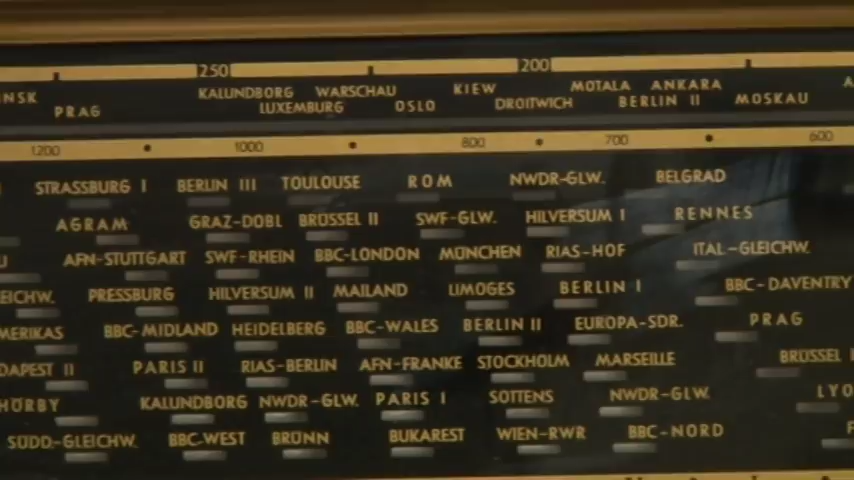 250 200
KALUNDBORG WARSCHAU KIEW MOTALA ANKARA
PRAG LUXEMBURG OSLO DROITWICH BERLIN II MOSKAU
1200 1000 800 700 600
STRASSBURG I BERLIN III TOULOUSE ROM NWDR-GLW. BELGRAD
AGRAM GRAZ-DOBL BRÜSSEL II SWF-GLW. HILVERSUM I RENNES
AFN-STUTTGART SWF-RHEIN BBC-LONDON MÜNCHEN RIAS-HOF ITAL-GLEICHW.
EICHW. PRESSBURG HILVERSUM II MAILAND LIMOGES BERLIN I BBC-DAVENTRY
MERIKAS BBC-MIDLAND HEIDELBERG BBC-WALES BERLIN II EUROPA-SDR. PRAG
DAPEST II PARIS II RIAS-BERLIN AFN-FRANKE STOCKHOLM MARSEILLE BRÜSSEL
HÖRBY KALUNDBORG NWDR-GLW. PARIS I SOTTENS NWDR-GLW. LYO
SÜDD.-GLEICHW. BBC-WEST BRÜNN BUKAREST WIEN-RWR BBC-NORD